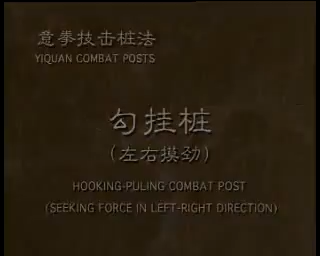 意拳技击桩法
YIQUAN COMBAT POSTS
勾挂桩
(左右摸劲)
HOOKING-PULING COMBAT POST
(SEEKING FORCE IN LEFT-RIGHT DIRECTION)